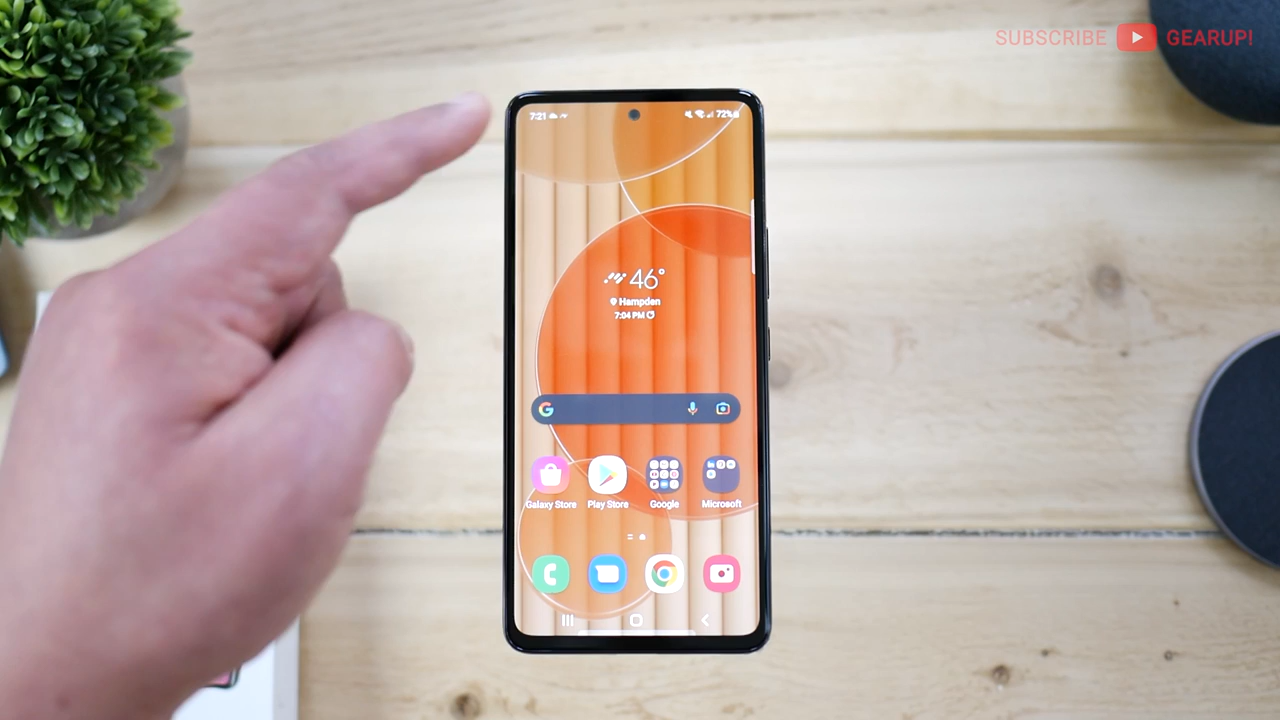 SUBSCRIBE GEARUP!
7:21 72%
46°
Hampden
7:04 PM
G
Galaxy Store Play Store Google Microsoft